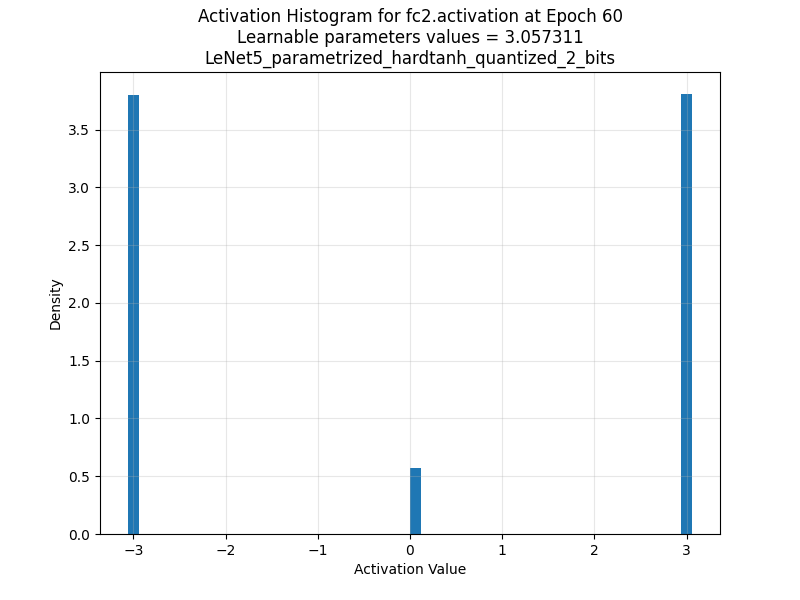 Activation Histogram for fc2.activation at Epoch 60
Learnable parameters values = 3.057311
LeNet5_parametrized_hardtanh_quantized_2_bits
3.5
3.0
2.5
2.0
1.5
1.0
0.5
0.0
Density
−3 −2 −1 0 1 2 3
Activation Value